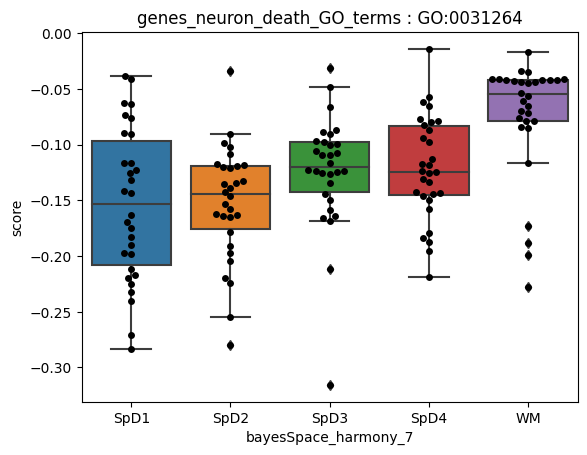 genes_neuron_death_GO_terms : GO:0031264
0.00
−0.05
−0.10
−0.15
−0.20
−0.25
−0.30
score
SpD1 SpD2 SpD3 SpD4 WM
bayesSpace_harmony_7